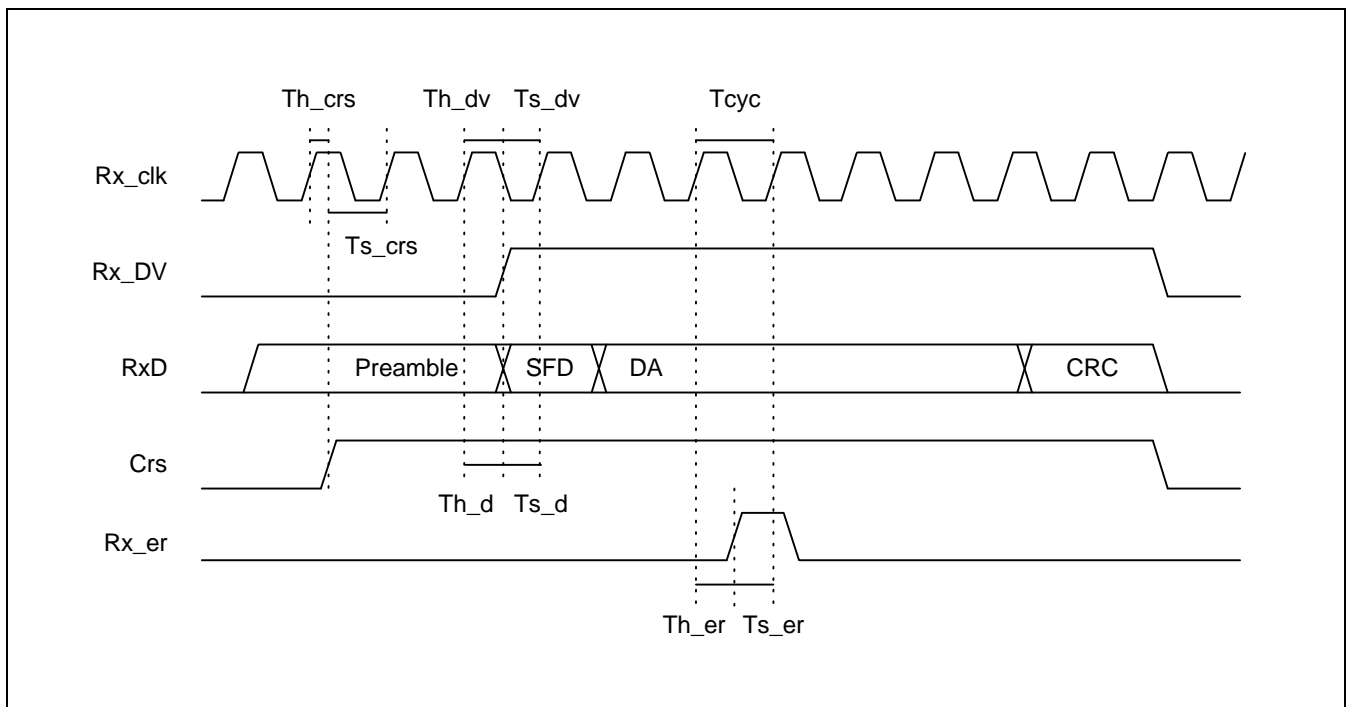 Th_crs Th_dv Ts_dv Tcyc
Rx_clk
Ts_crs
Rx_DV
RxD Preamble SFD DA CRC
Crs
Th_d Ts_d
Rx_er
Th_er Ts_er